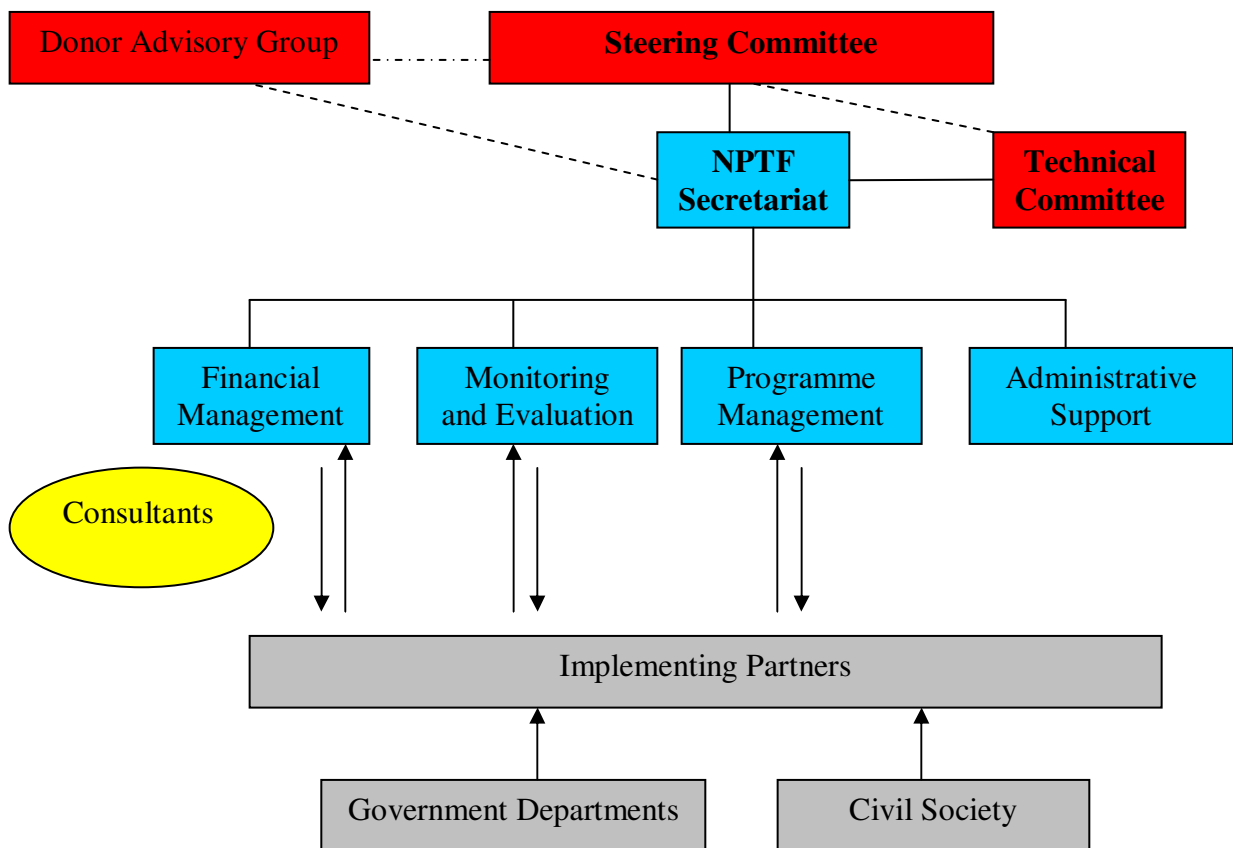 Donor Advisory Group
Steering Committee
NPTF
Secretariat
Technical
Committee
Financial
Management
Monitoring
and Evaluation
Programme
Management
Administrative
Support
Consultants
Implementing Partners
Government Departments
Civil Society